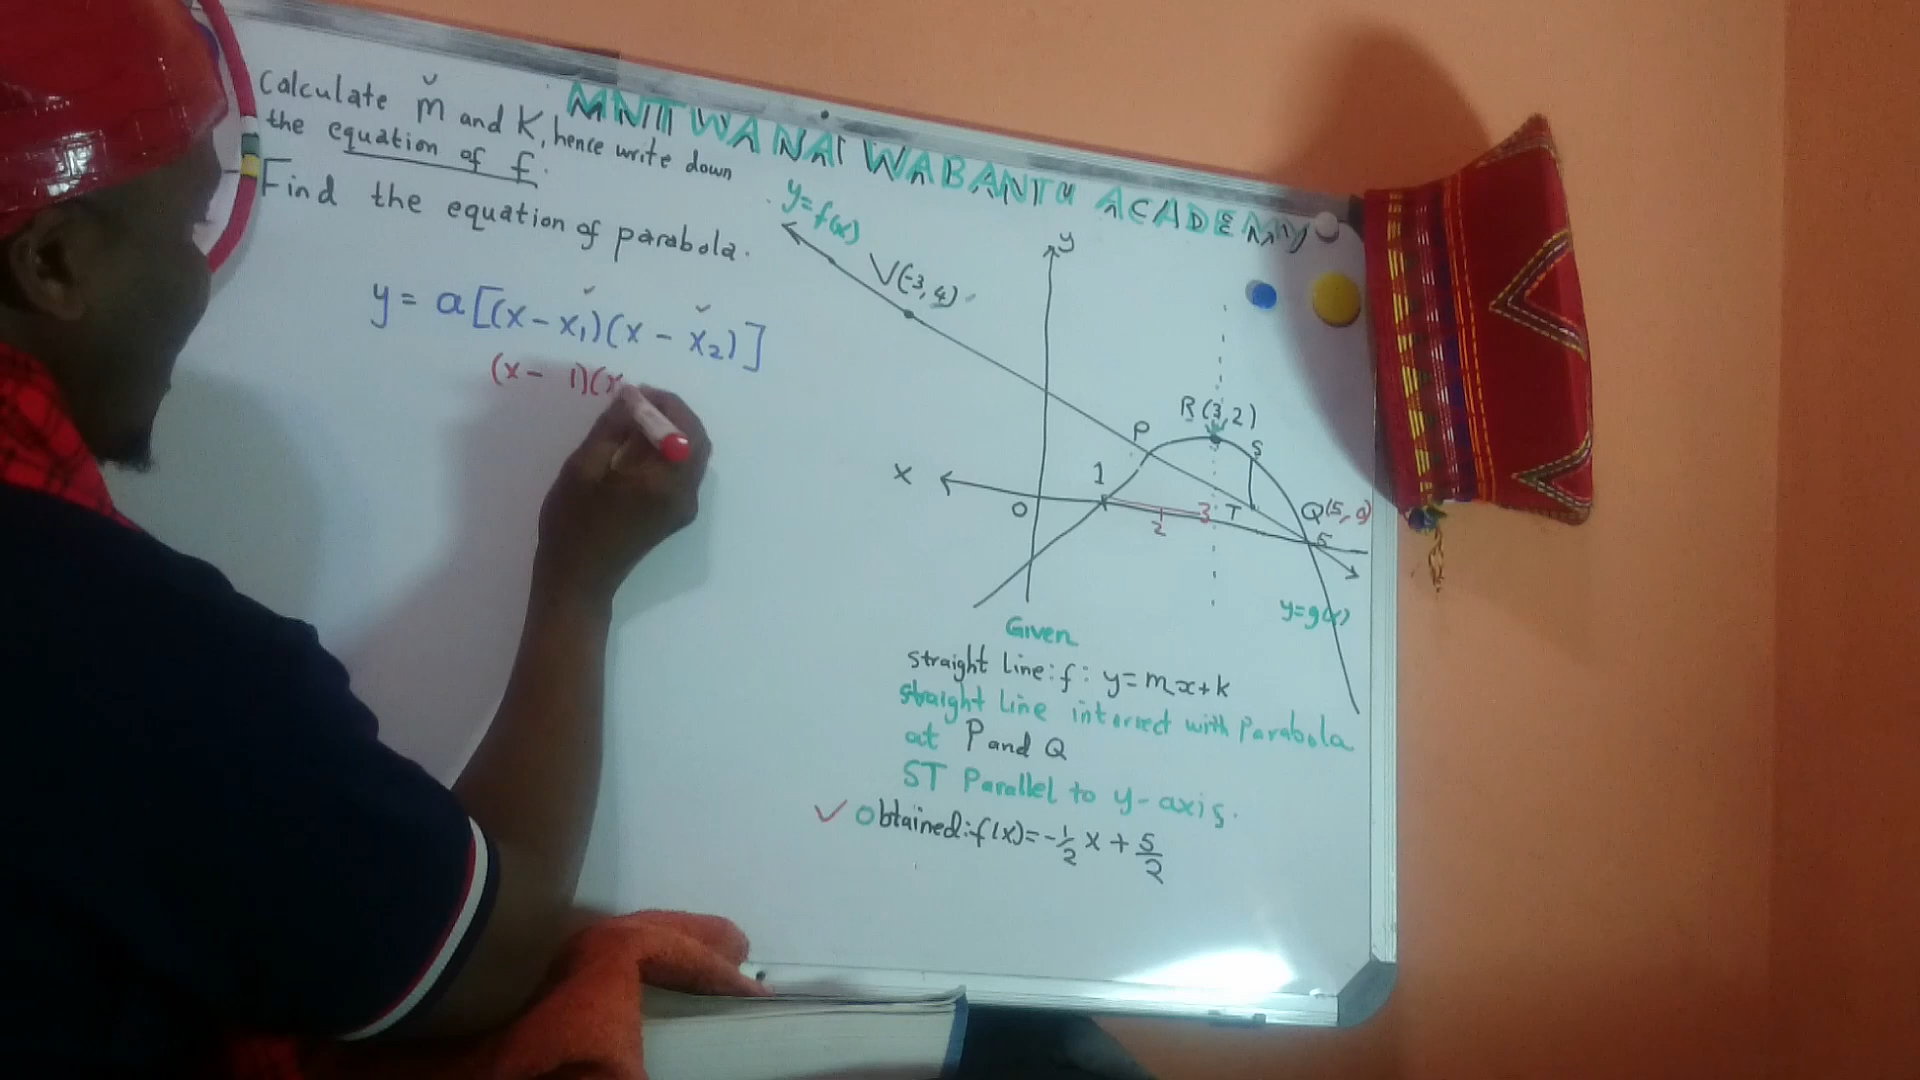 MNTWANA WABANTU ACADEMY
Calculate m and K, hence write down
the equation of f.
- Find the equation of parabola.
y = a[(x - x₁)(x - x₂)]
(x - 1)(x
y=f(x)
V(-3,4)
y
R(3,2)
P
S
x
1
O
2
3
T
Q(5, 0)
5
y=g(x)
Given
straight Line: f: y=mx+k
straight Line intersect with Parabola
at P and Q
ST Parallel to y-axis.
✓ Obtained: f(x)=-1/2 x + 5/2